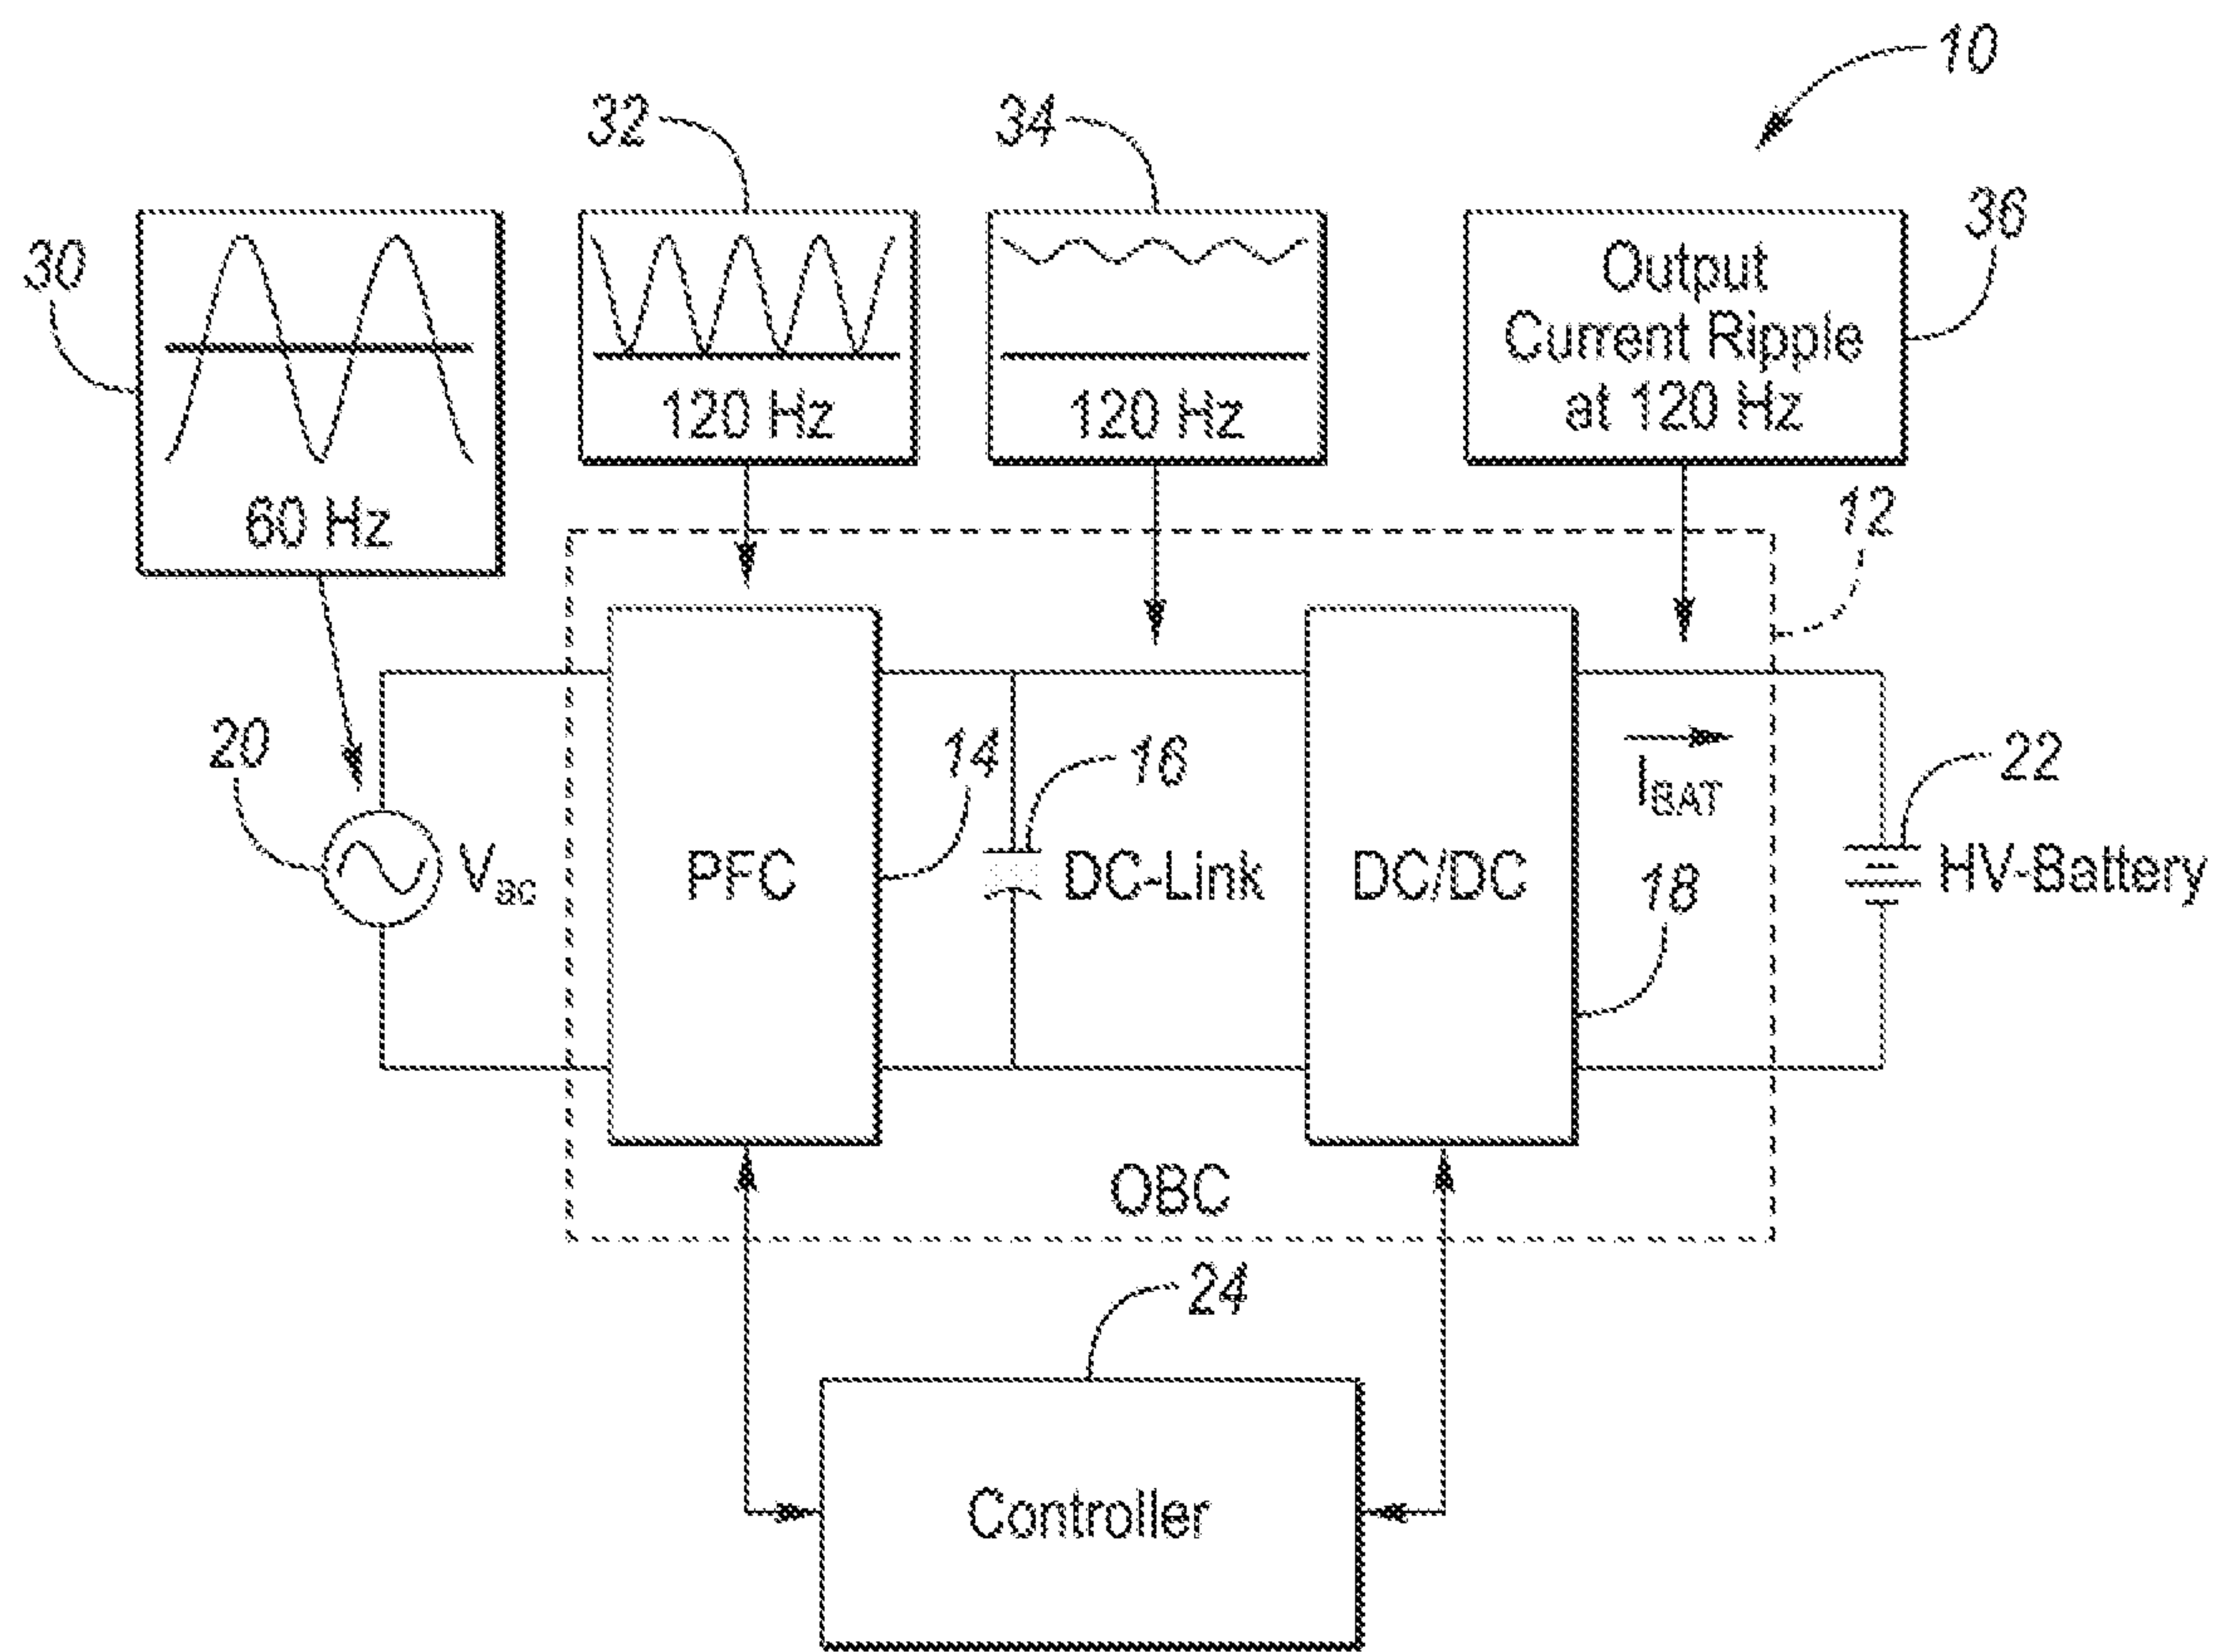 10
32
34
30
36
Output
Current Ripple
at 120 Hz
120 Hz
120 Hz
60 Hz
12
20
V_ac
14
16
I_BAT
22
PFC
DC-Link
DC/DC
18
HV-Battery
OBC
24
Controller